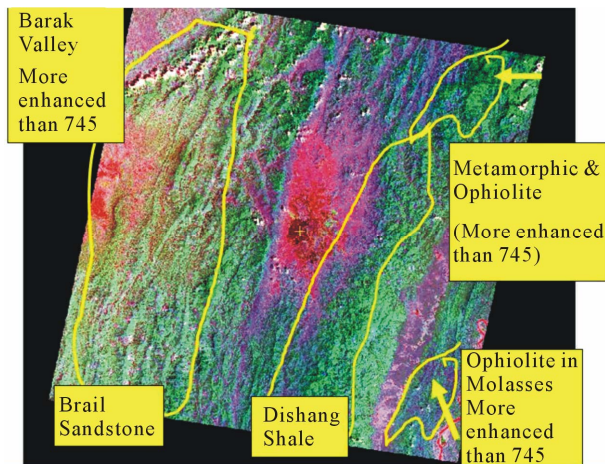 Barak
Valley
More
enhanced
than 745
Metamorphic &
Ophiolite
(More enhanced
than 745)
Brail
Sandstone
Dishang
Shale
Ophiolite in
Molasses
More
enhanced
than 745